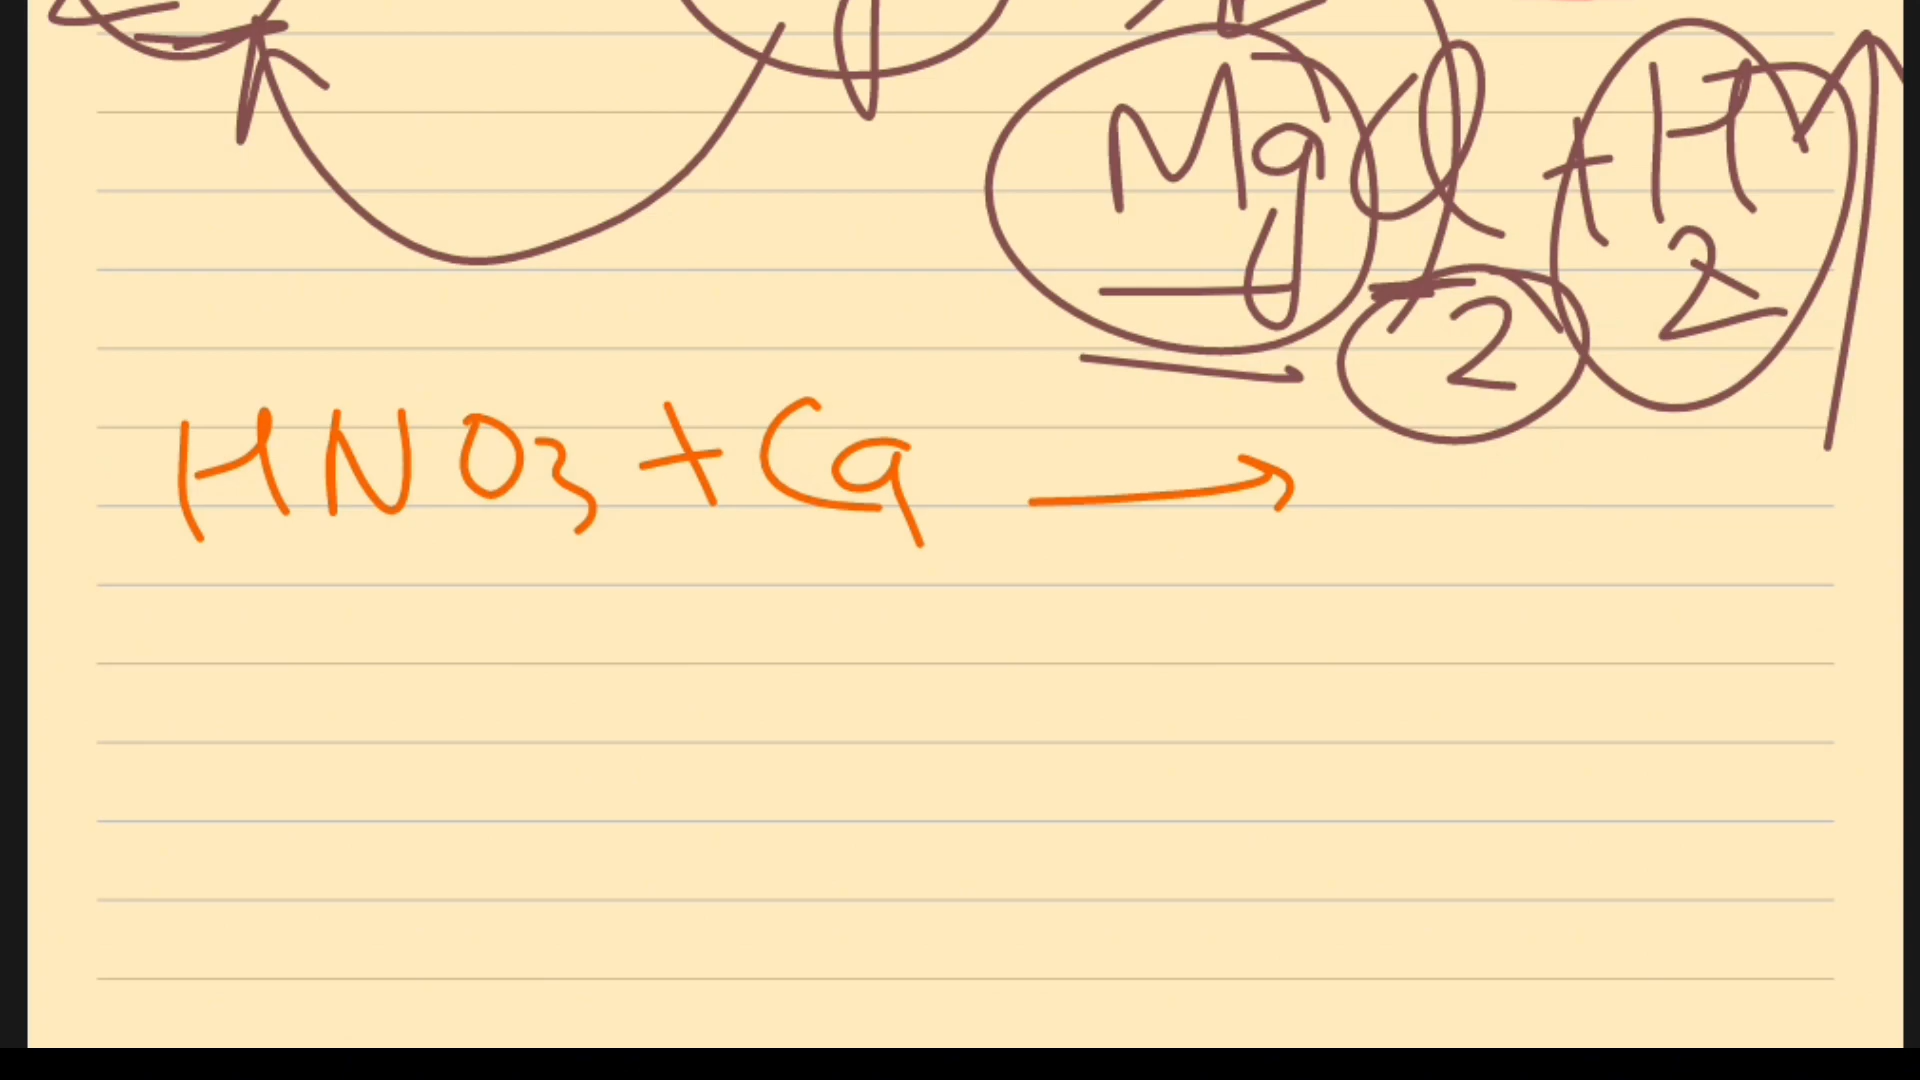 MgCl2 + H2
HNO3 + Ca →